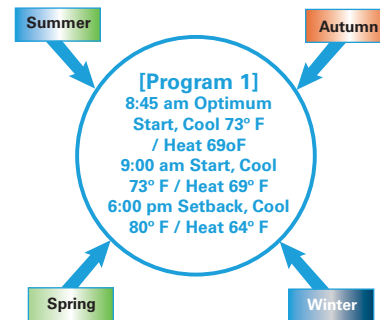 Summer
Autumn
[Program 1]
8:45 am Optimum
Start, Cool 73º F
/ Heat 69oF
9:00 am Start, Cool
73º F / Heat 69º F
6:00 pm Setback, Cool
80º F / Heat 64º F
Spring
Winter